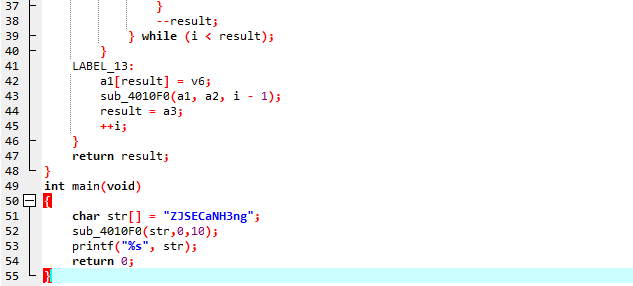 37 }
38 --result;
39 } while (i < result);
40 }
41 LABEL_13:
42 a1[result] = v6;
43 sub_4010F0(a1, a2, i - 1);
44 result = a3;
45 ++i;
46 }
47 return result;
48 }
49 int main(void)
50 {
51 char str[] = "ZJSECaNH3ng";
52 sub_4010F0(str,0,10);
53 printf("%s", str);
54 return 0;
55 }